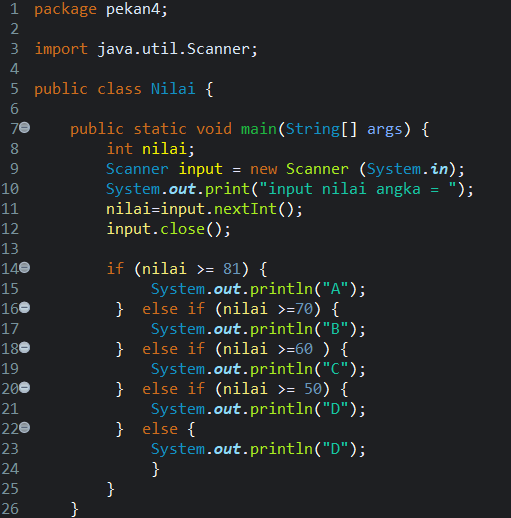 1 package pekan4;
2
3 import java.util.Scanner;
4
5 public class Nilai {
6
7     public static void main(String[] args) {
8         int nilai;
9         Scanner input = new Scanner (System.in);
10         System.out.print("input nilai angka = ");
11         nilai=input.nextInt();
12         input.close();
13
14         if (nilai >= 81) {
15              System.out.println("A");
16          }  else if (nilai >=70) {
17              System.out.println("B");
18          }  else if (nilai >=60 ) {
19              System.out.println("C");
20          }  else if (nilai >= 50) {
21              System.out.println("D");
22          }  else {
23              System.out.println("D");
24              }
25         }
26     }